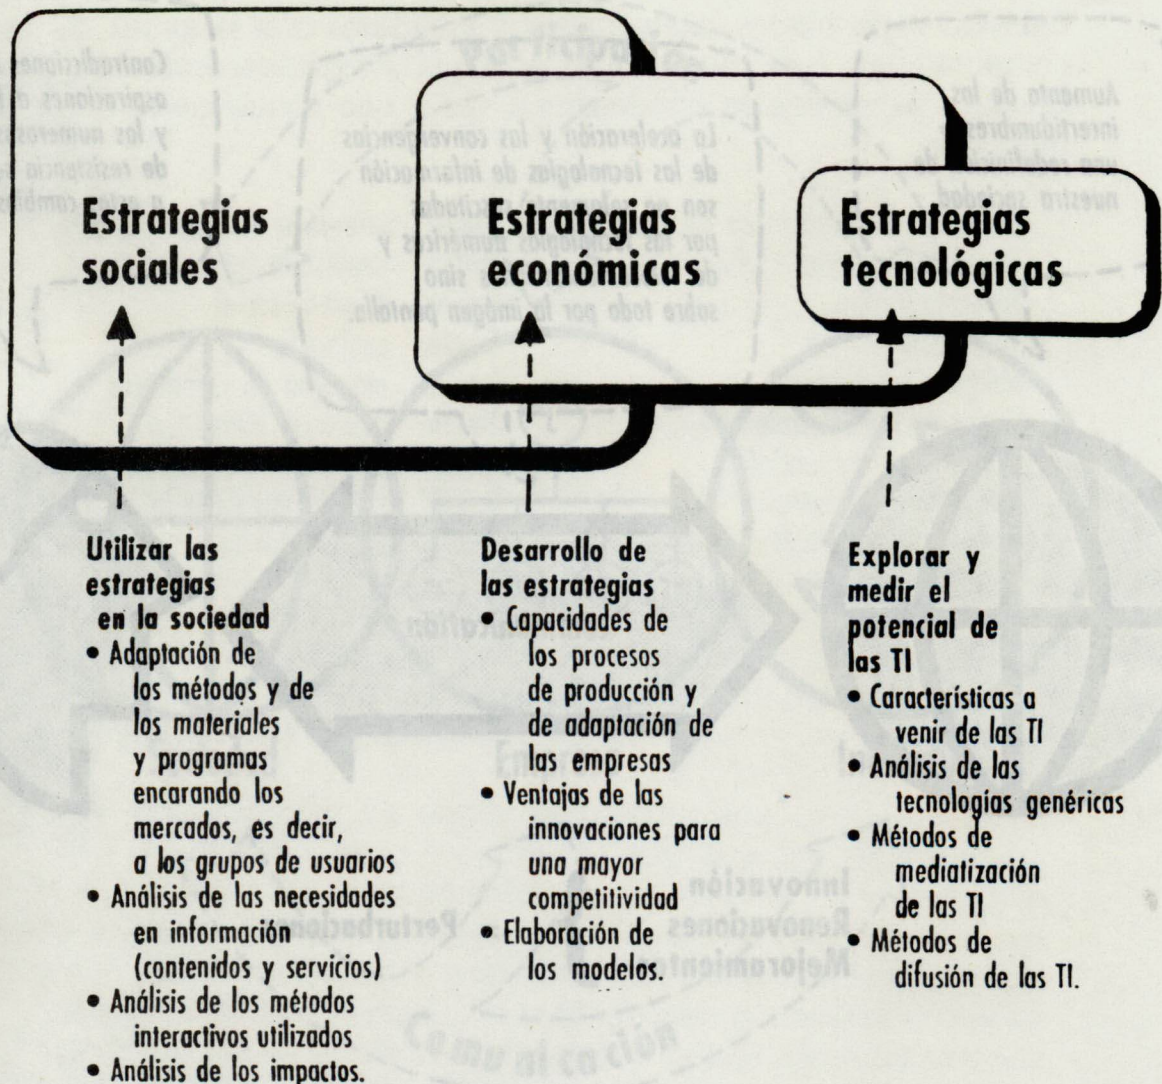 Estrategias
sociales
Estrategias
económicas
Estrategias
tecnológicas
Utilizar las
estrategias
en la sociedad
• Adaptación de
los métodos y de
los materiales
y programas
encarando los
mercados, es decir,
a los grupos de usuarios
• Análisis de las necesidades
en información
(contenidos y servicios)
• Análisis de los métodos
interactivos utilizados
• Análisis de los impactos.
Desarrollo de
las estrategias
• Capacidades de
los procesos
de producción y
de adaptación de
las empresas
• Ventajas de las
innovaciones para
una mayor
competitividad
• Elaboración de
los modelos.
Explorar y
medir el
potencial de
las TI
• Características a
venir de las TI
• Análisis de las
tecnologías genéricas
• Métodos de
mediatización
de las TI
• Métodos de
difusión de las TI.